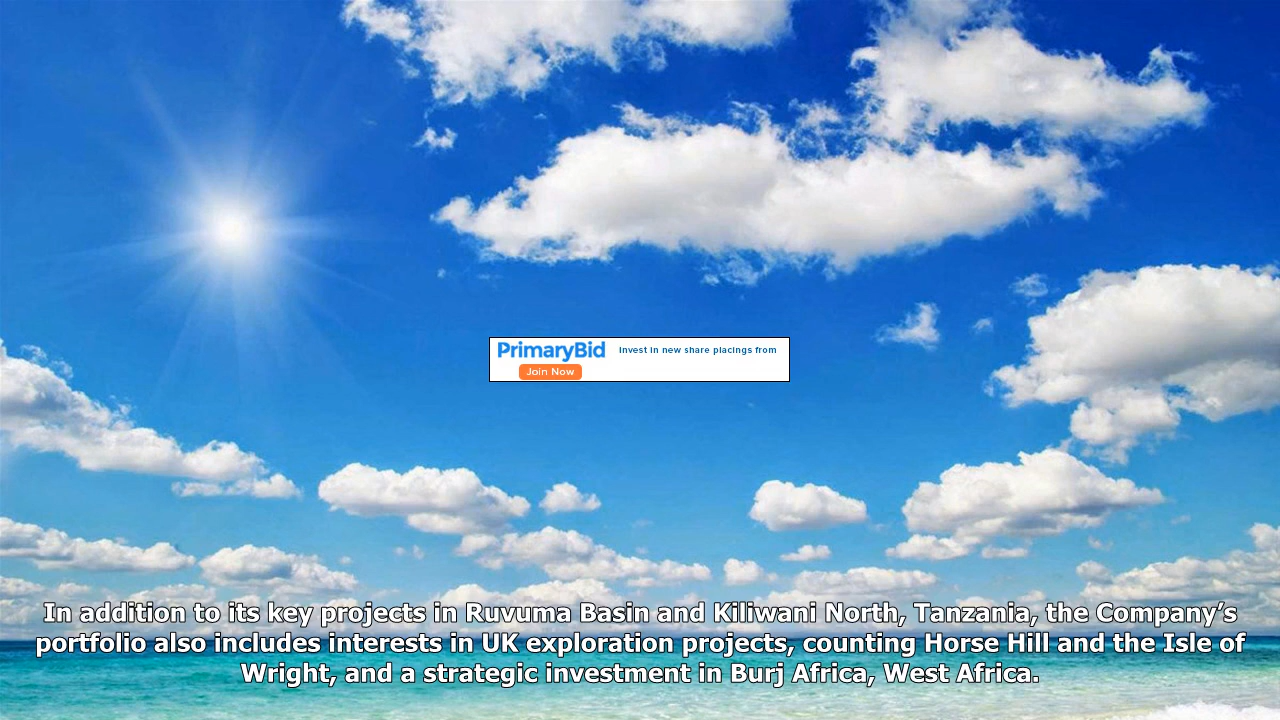 PrimaryBid
Invest in new share placings from
Join Now
In addition to its key projects in Ruvuma Basin and Kiliwani North, Tanzania, the Company’s
portfolio also includes interests in UK exploration projects, counting Horse Hill and the Isle of
Wright, and a strategic investment in Burj Africa, West Africa.